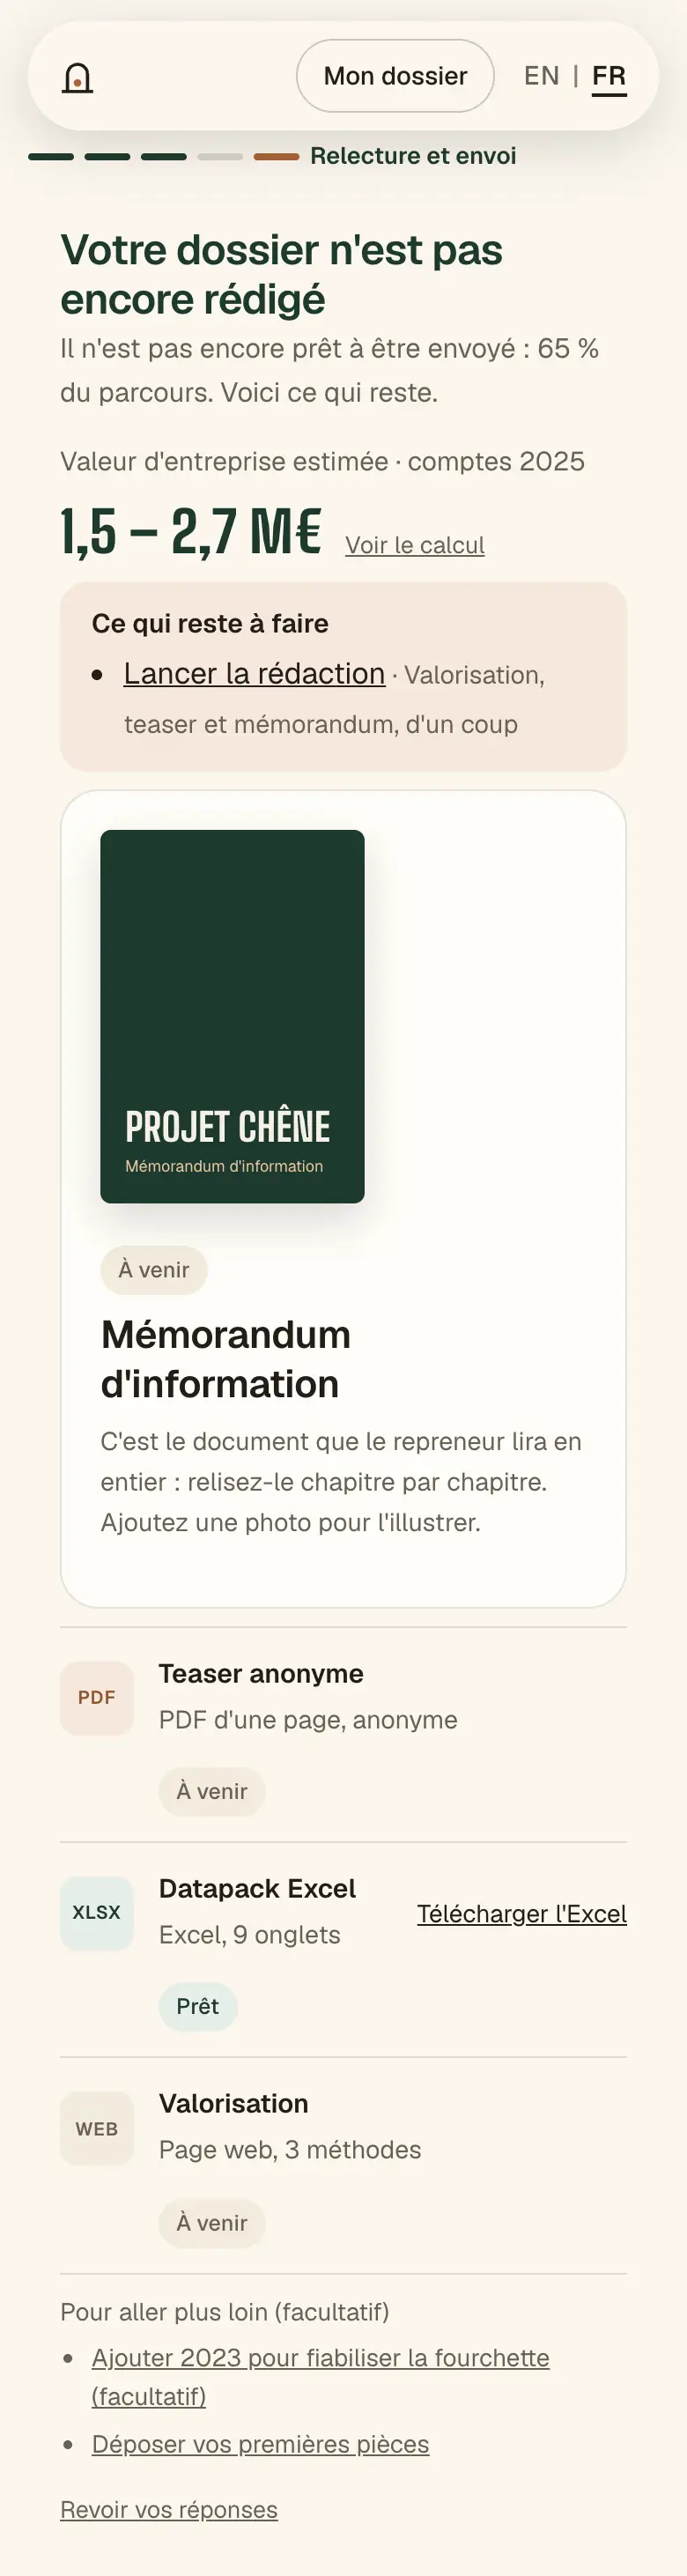 Mon dossier
EN | FR
Relecture et envoi
Votre dossier n'est pas
encore rédigé
Il n'est pas encore prêt à être envoyé : 65 %
du parcours. Voici ce qui reste.
Valeur d'entreprise estimée · comptes 2025
1,5 – 2,7 M€ Voir le calcul
Ce qui reste à faire
• Lancer la rédaction · Valorisation,
teaser et mémorandum, d'un coup
PROJET CHÊNE
Mémorandum d'information
À venir
Mémorandum
d'information
C'est le document que le repreneur lira en
entier : relisez-le chapitre par chapitre.
Ajoutez une photo pour l'illustrer.
PDF
Teaser anonyme
PDF d'une page, anonyme
À venir
XLSX
Datapack Excel
Excel, 9 onglets
Télécharger l'Excel
Prêt
WEB
Valorisation
Page web, 3 méthodes
À venir
Pour aller plus loin (facultatif)
• Ajouter 2023 pour fiabiliser la fourchette
(facultatif)
• Déposer vos premières pièces
Revoir vos réponses